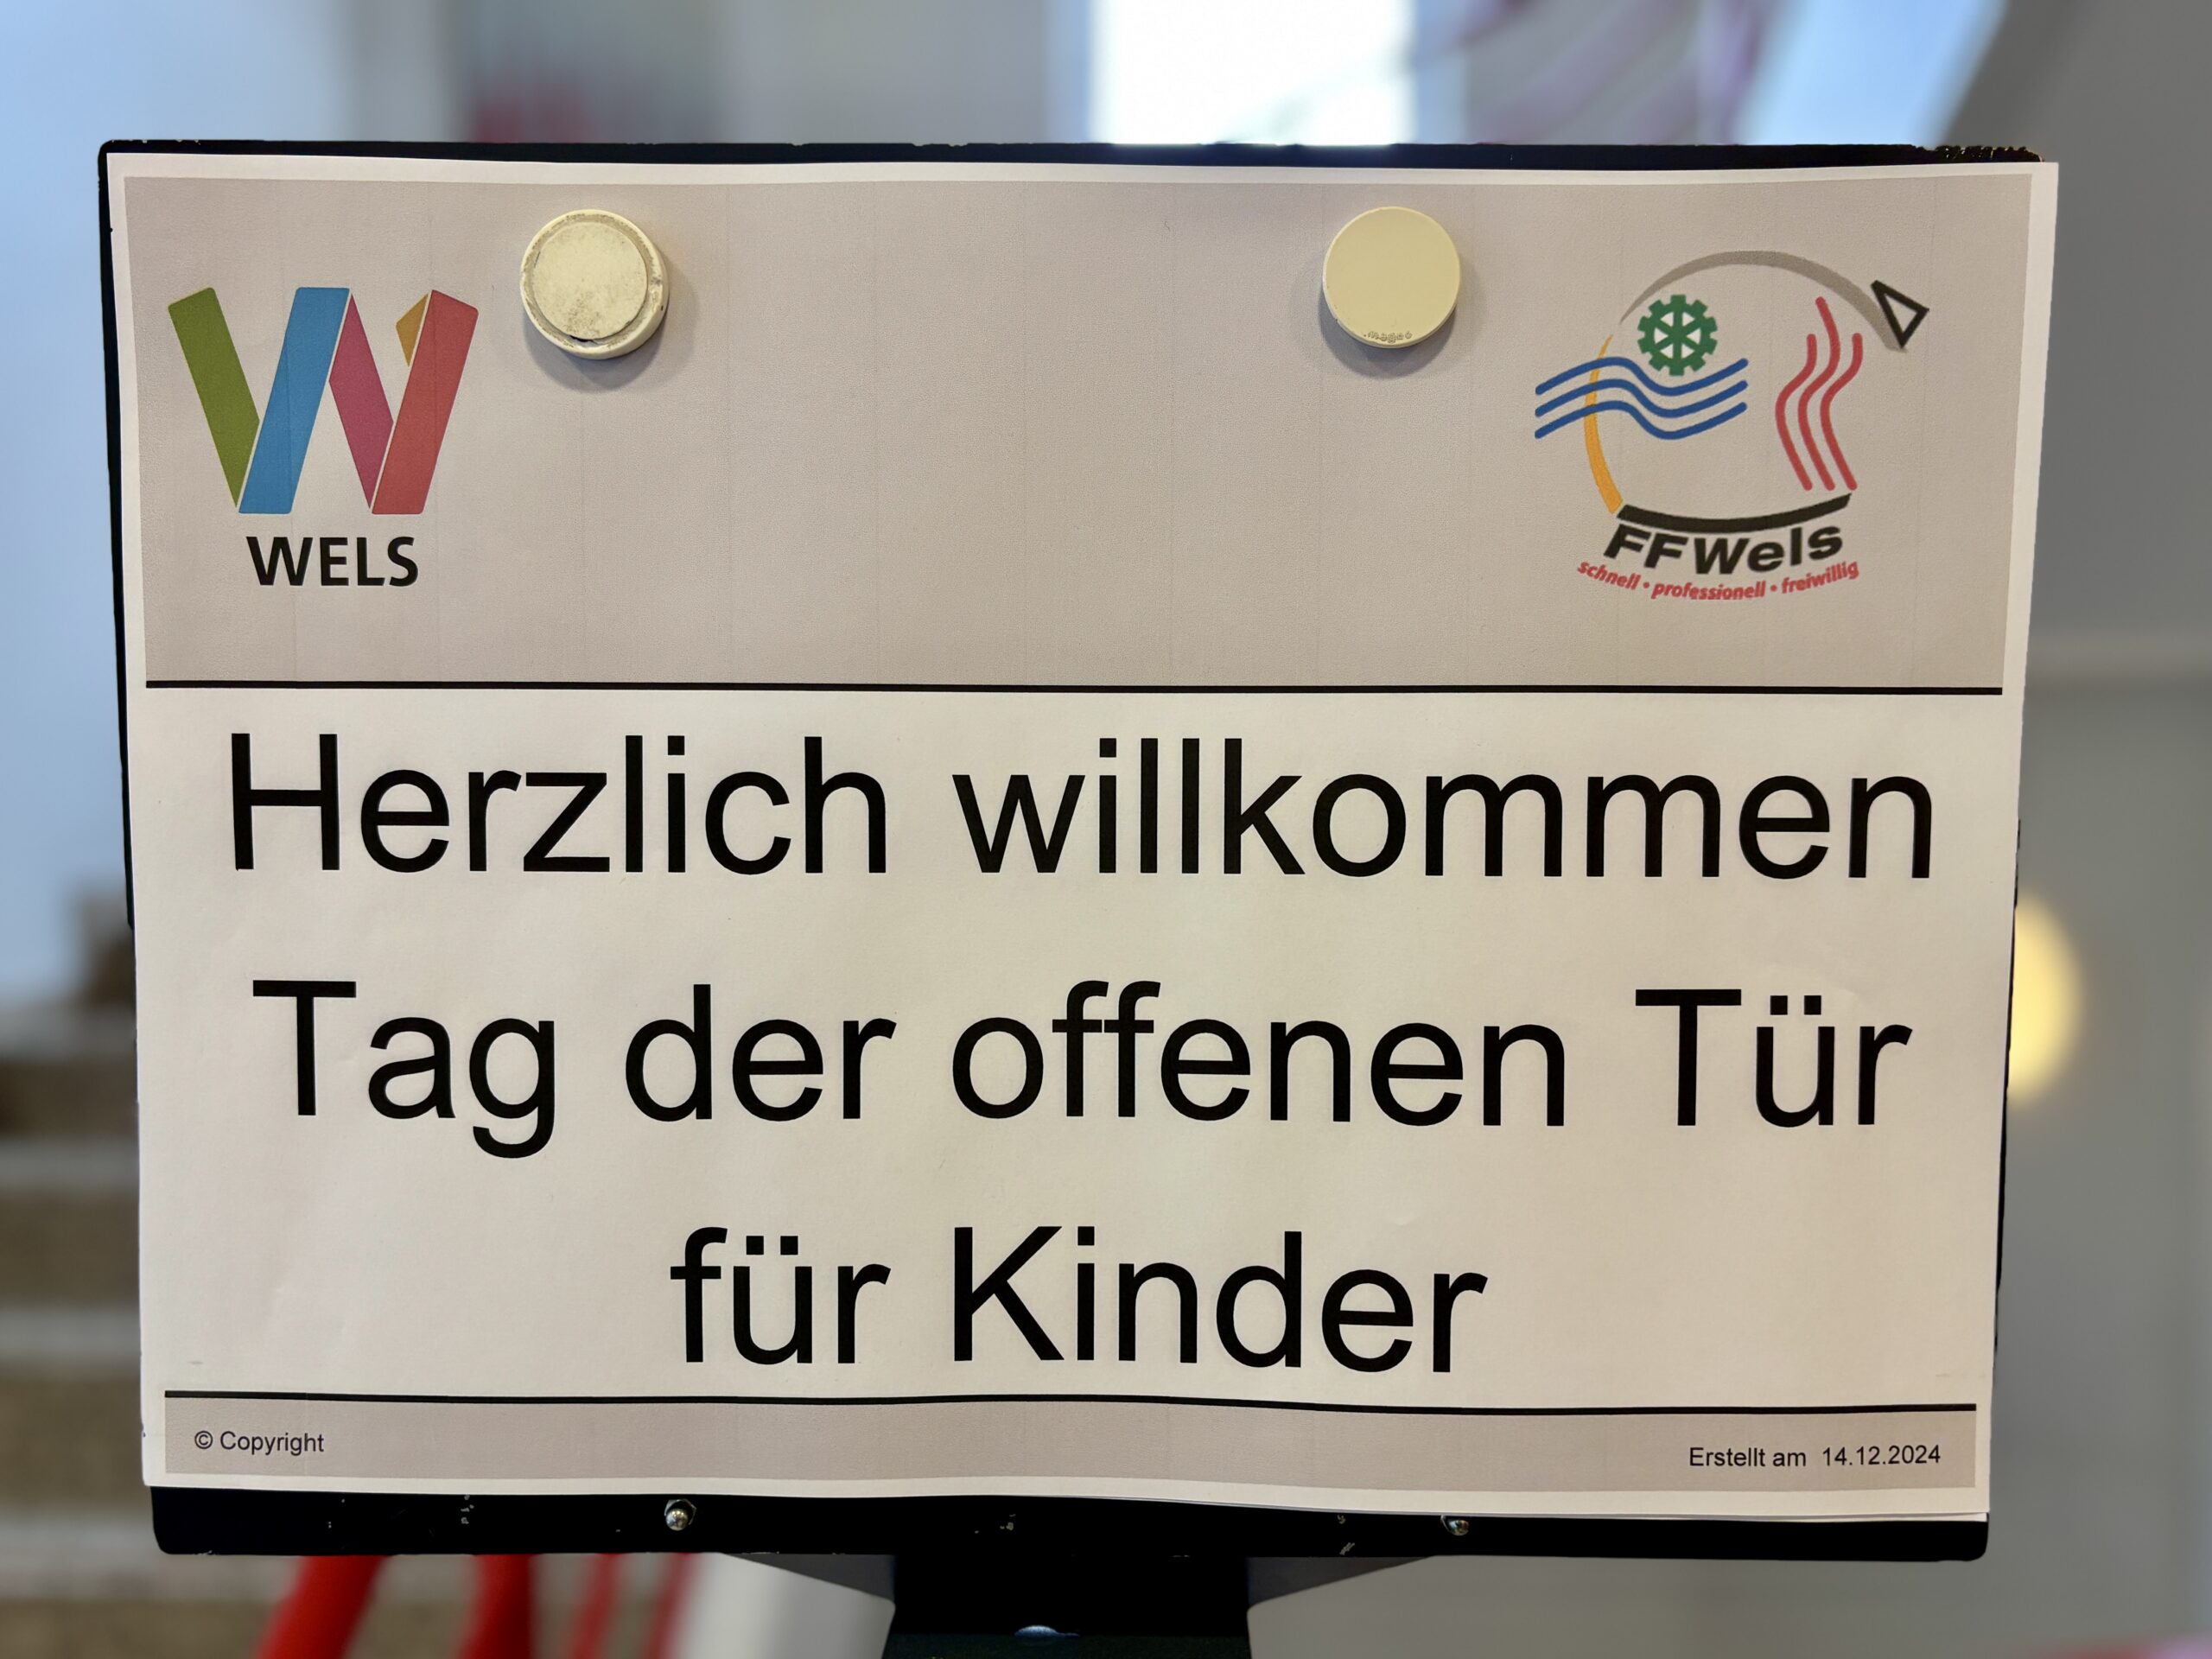 WELS
FFWels
schnell • professionell • freiwillig
Herzlich willkommen
Tag der offenen Tür
für Kinder
© Copyright
Erstellt am 14.12.2024